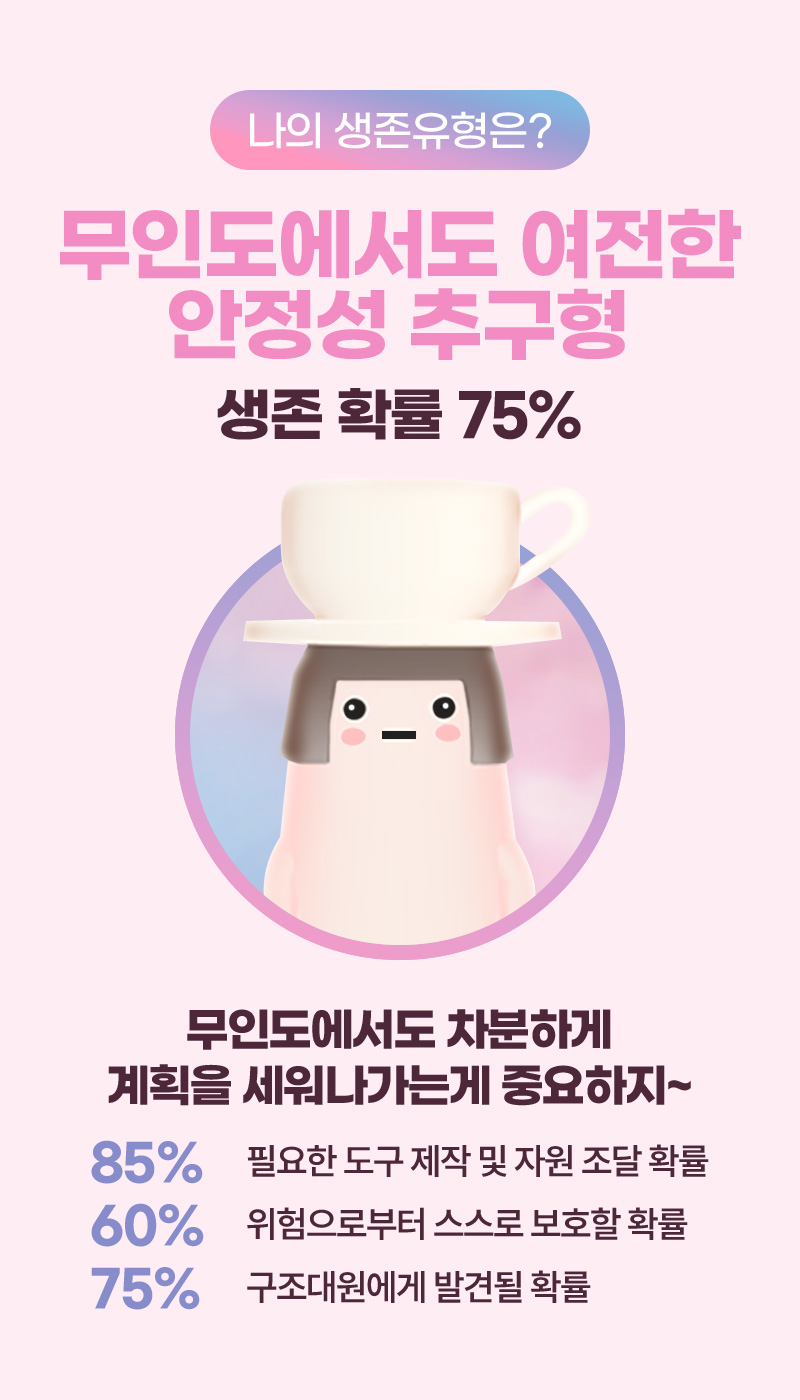 나의 생존유형은?
무인도에서도 여전한
안정성 추구형
생존 확률 75%
무인도에서도 차분하게
계획을 세워나가는게 중요하지~
85% 필요한 도구 제작 및 자원 조달 확률
60% 위험으로부터 스스로 보호할 확률
75% 구조대원에게 발견될 확률